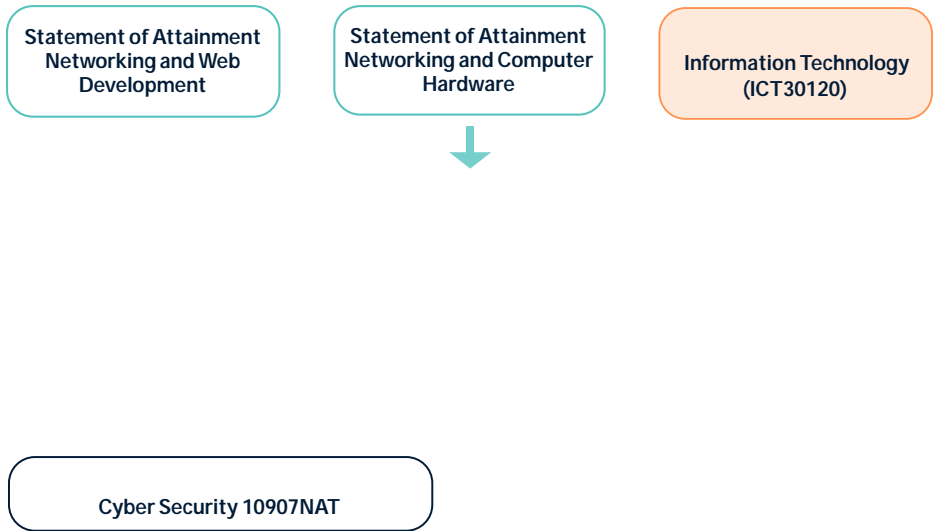 Statement of Attainment
Networking and Web
Development
Statement of Attainment
Networking and Computer
Hardware
Information Technology
(ICT30120)
Cyber Security 10907NAT